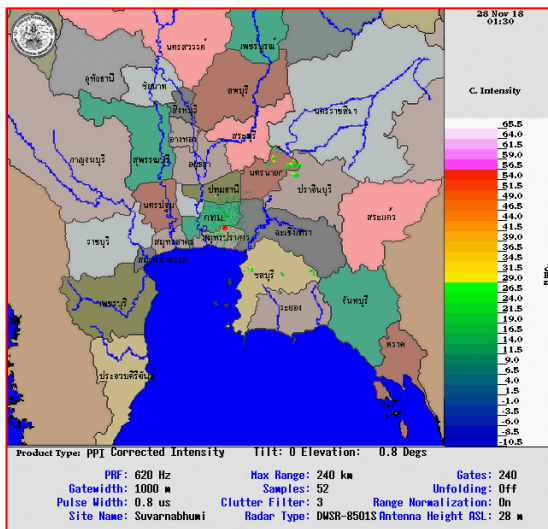 28 Nov 18
01:30
C. Intensity
65.5
64.0
61.5
59.0
56.5
54.0
51.5
49.0
46.5
44.0
41.5
39.0
36.5
34.0
31.5
29.0
26.5
24.0
21.5
19.0
16.5
14.0
11.5
9.0
6.5
4.0
1.5
-1.0
-3.5
-6.0
-8.5
-10.5
นครสวรรค์
เพชรบูรณ์
อุทัยธานี
ชัยนาท
ลพบุรี
สิงห์บุรี
นครราชสีมา
อ่างทอง
สระบุรี
กาญจนบุรี
สุพรรณบุรี
อยุธยา
นครนายก
ปราจีนบุรี
ปทุมธานี
นครปฐม
กทม.
สระแก้ว
ราชบุรี
สมุทรสาคร
สมุทรปราการ
ฉะเชิงเทรา
สมุทรสงคราม
ชลบุรี
เพชรบุรี
ระยอง
จันทบุรี
ตราด
ประจวบคีรีขันธ์
Product Type: PPI Corrected Intensity Tilt: 0 Elevation: 0.8 Degs
PRF: 620 Hz Max Range: 240 km Gates: 240
Gatewidth: 1000 m Samples: 52 Unfolding: Off
Pulse Width: 0.8 us Clutter Filter: 3 Range Normalization: On
Site Name: Suvarnabhumi Radar Type: DWSR-8501S Antenna Height ASL: 28 m